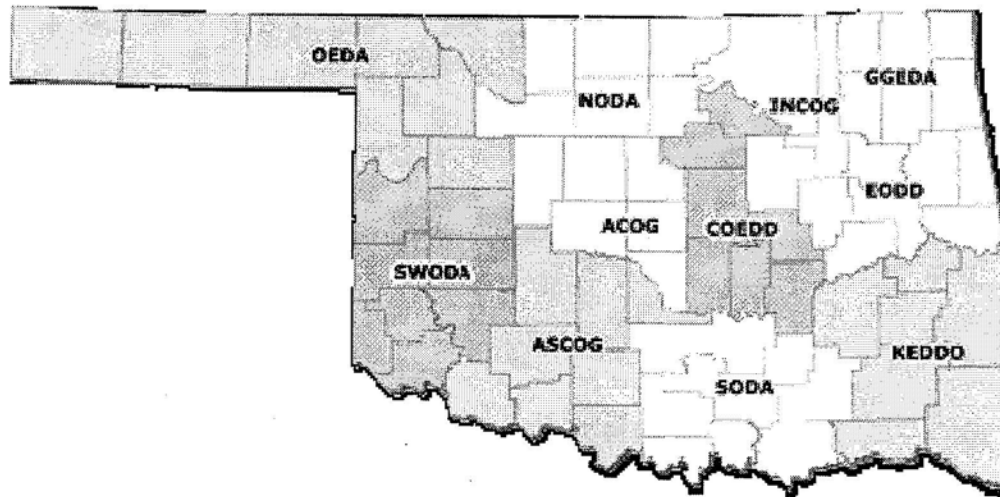 OEDA
GGEDA
NODA
INCOG
EODD
ACOG
COEDD
SWODA
ASCOG
KEDDO
SODA